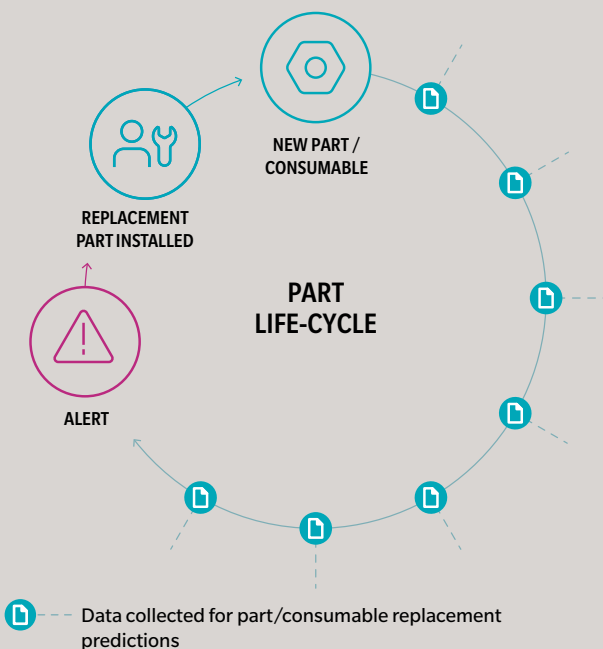 NEW PART /
CONSUMABLE
REPLACEMENT
PART INSTALLED
PART
LIFE-CYCLE
ALERT
Data collected for part/consumable replacement
predictions